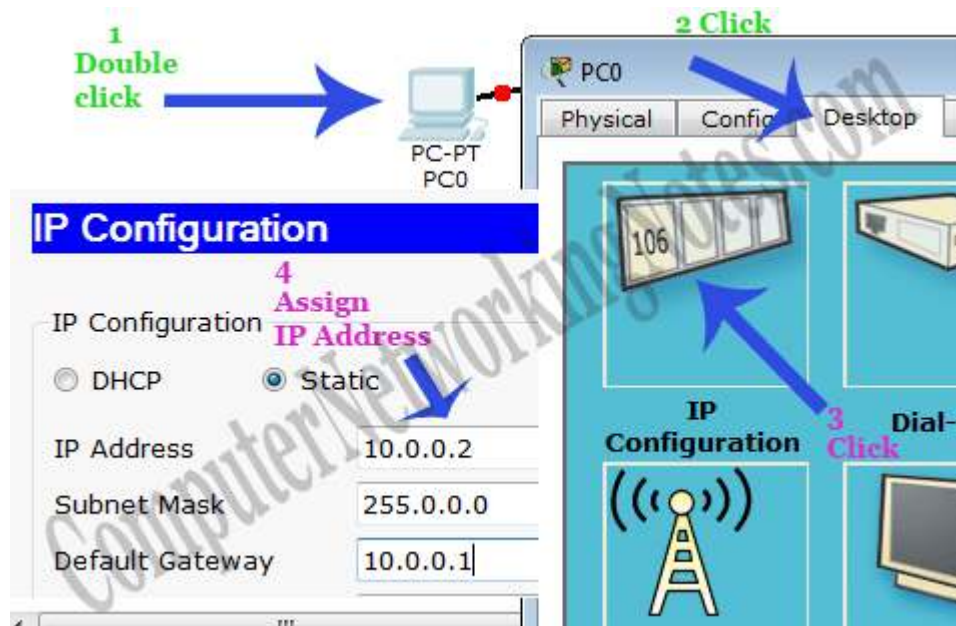 1
Double
click
PC-PT
PC0
2 Click
PC0
Physical
Config
Desktop
106
IP
Configuration
3
Click
Dial-
IP Configuration
4
Assign
IP Address
IP Configuration
DHCP
Static
IP Address
10.0.0.2
Subnet Mask
255.0.0.0
Default Gateway
10.0.0.1
ComputerNetworkingNotes.com